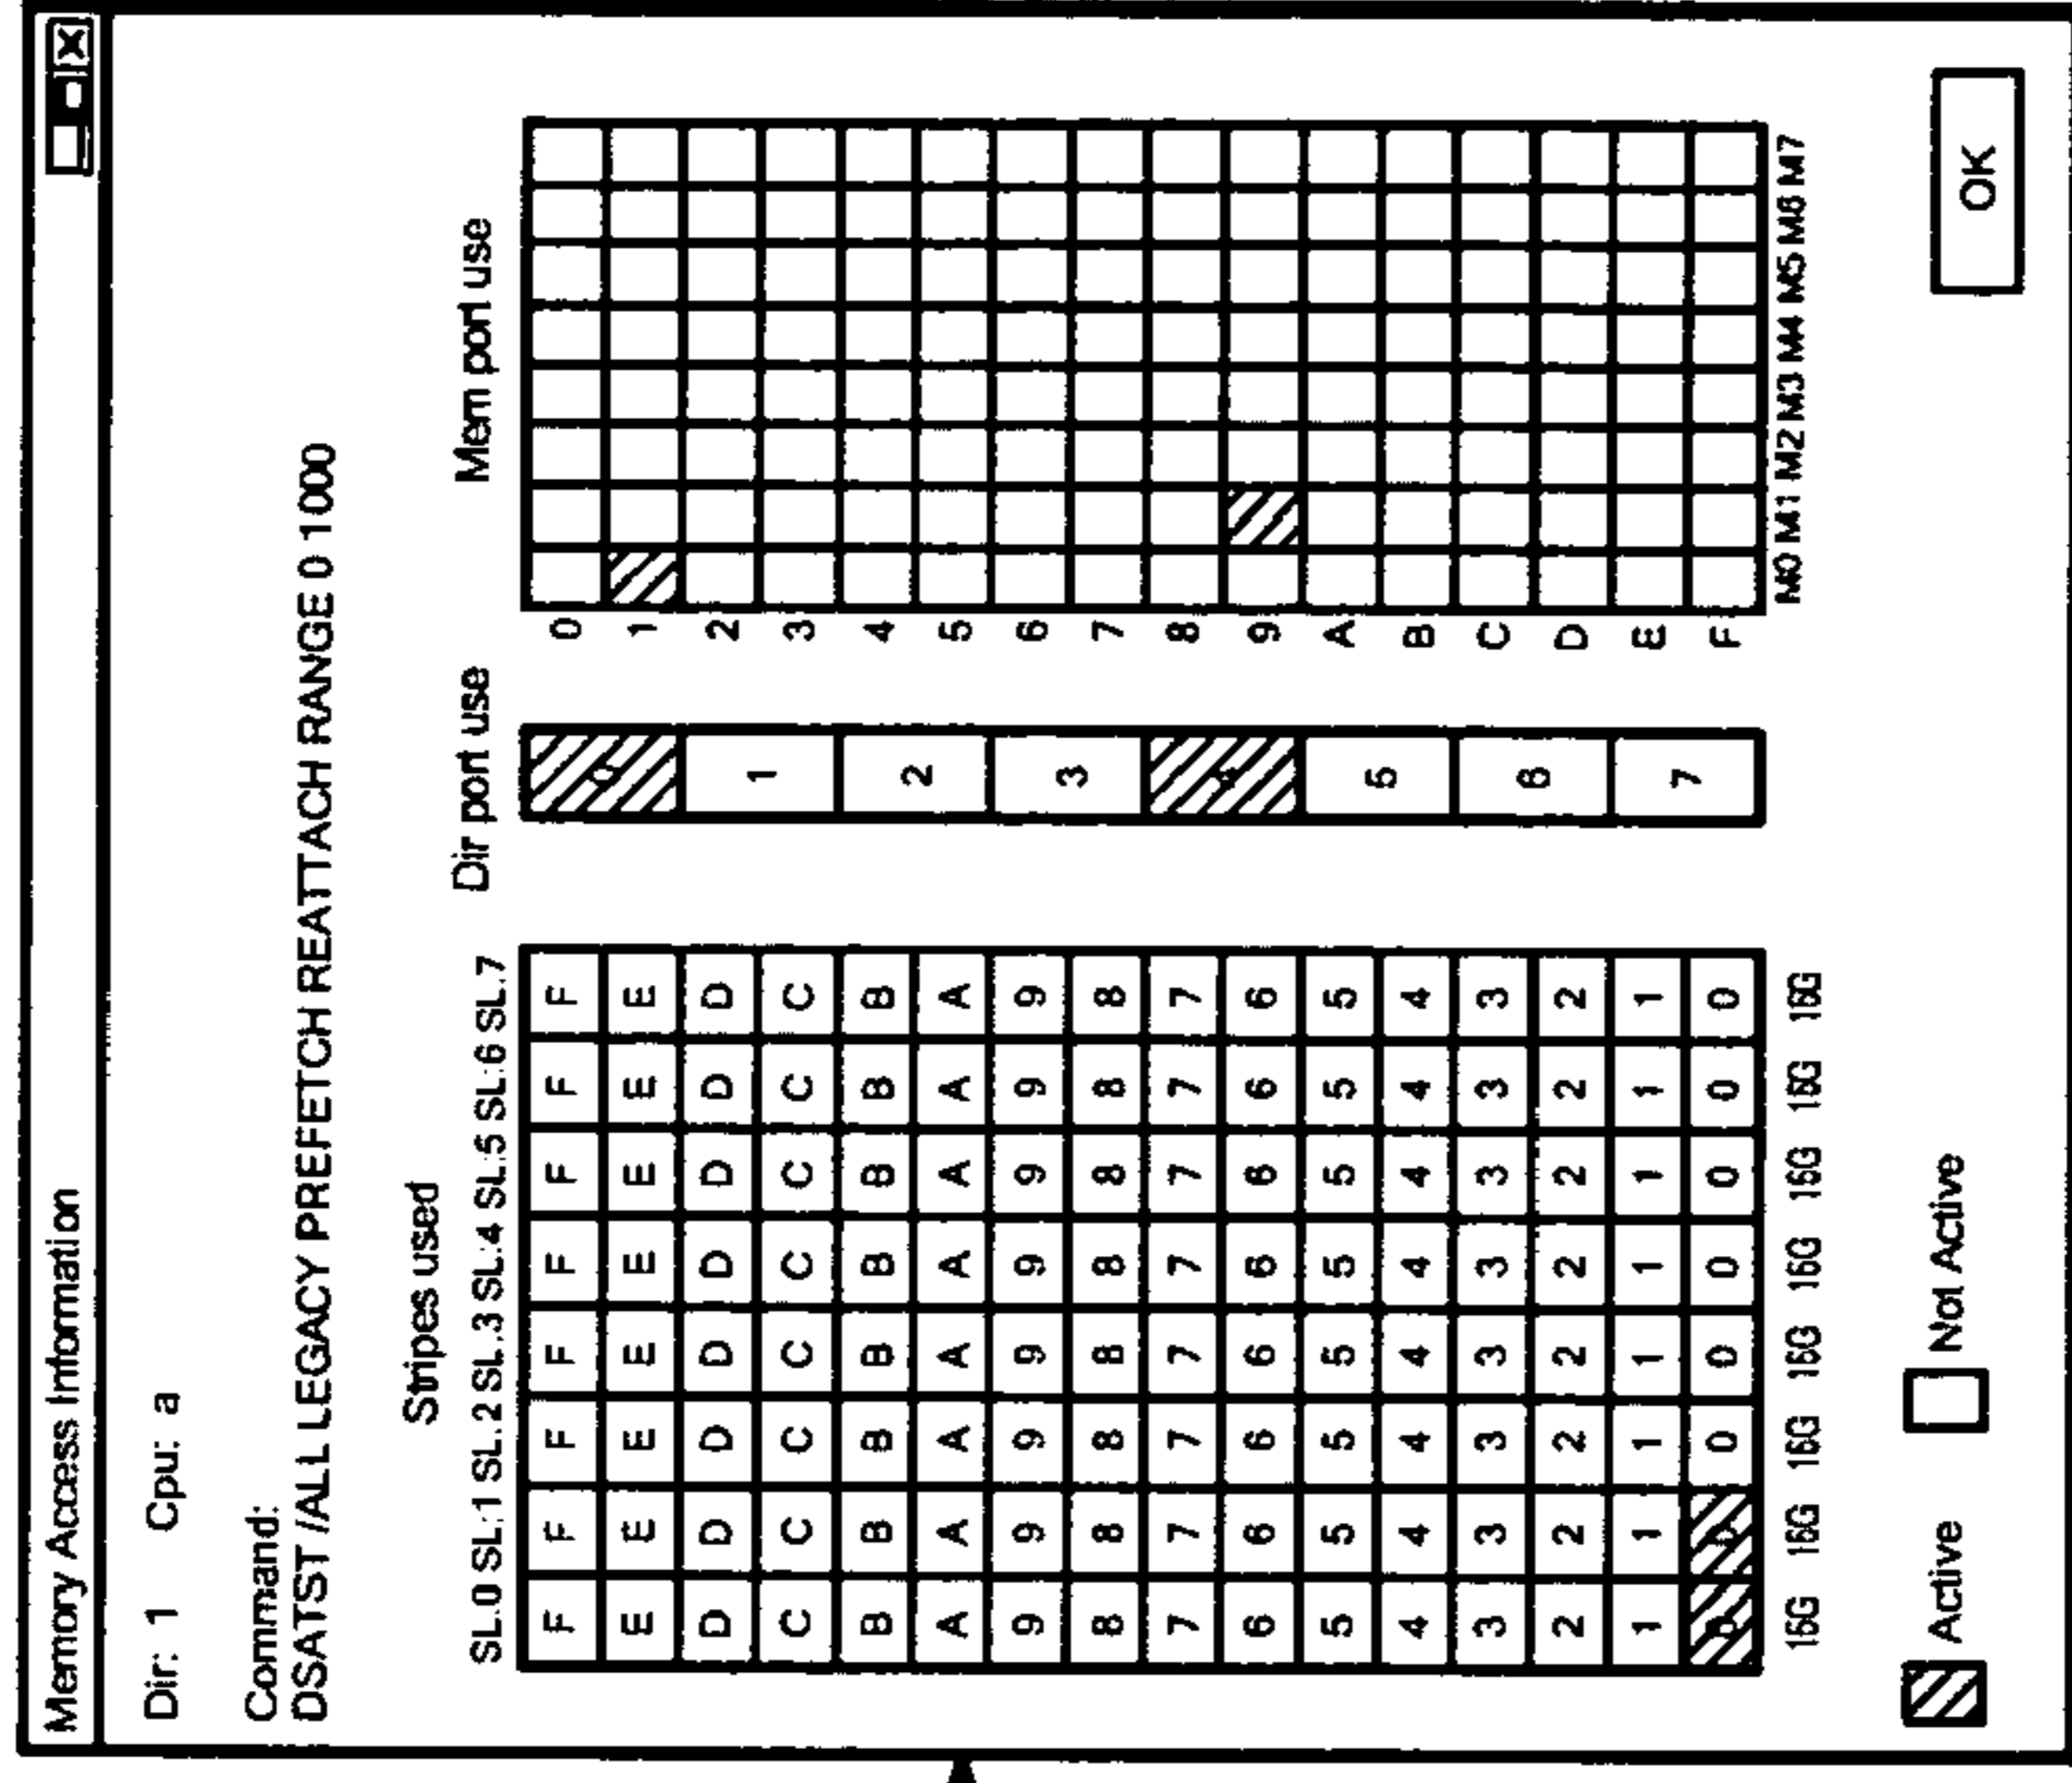 Memory Access Information
Dir: 1 Cpu: a
Command:
DSATST /ALL LEGACY PREFETCH REATTACH RANGE 0 1000
Stripes used Dir port use Mem port use
SL:0 SL:1 SL:2 SL:3 SL:4 SL:5 SL:6 SL:7
F F F F F F F F 0
E E E E E E E E 1
D D D D D D D D 1 2
C C C C C C C C 3
B B B B B B B B 2 4
A A A A A A A A 5
9 9 9 9 9 9 9 9 3 6
8 8 8 8 8 8 8 8 7
7 7 7 7 7 7 7 7 4 8
6 6 6 6 6 6 6 6 9
5 5 5 5 5 5 5 5 5 A
4 4 4 4 4 4 4 4 B
3 3 3 3 3 3 3 3 6 C
2 2 2 2 2 2 2 2 D
1 1 1 1 1 1 1 1 7 E
0 0 0 0 0 0 F
16G 16G 16G 16G 16G 16G 16G 16G M0 M1 M2 M3 M4 M5 M6 M7
Active Not Active OK